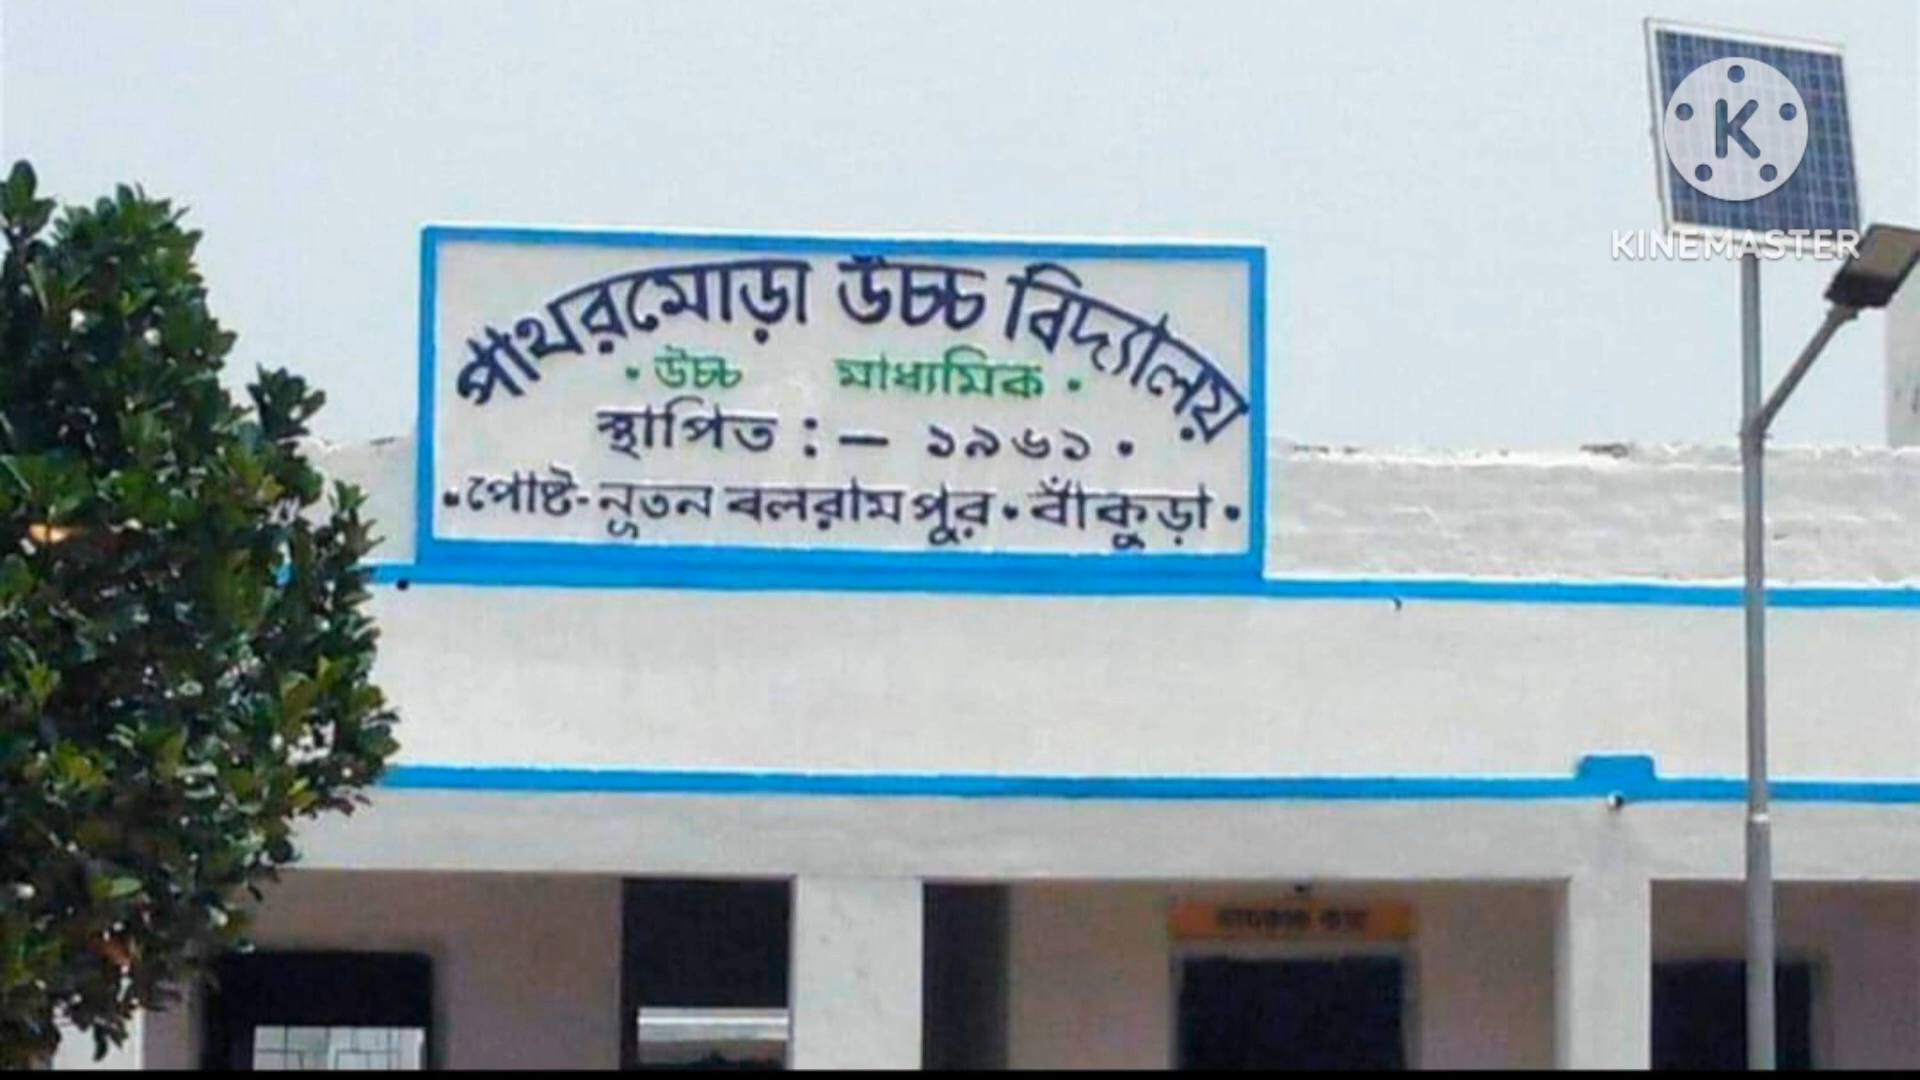 পাথরমোড়া উচ্চ বিদ্যালয়
• উচ্চ মাধ্যমিক •
স্থাপিত :— ১৯৬১ •
• পোষ্ট-নূতন বলরামপুর • বাঁকুড়া •
K
KINEMASTER